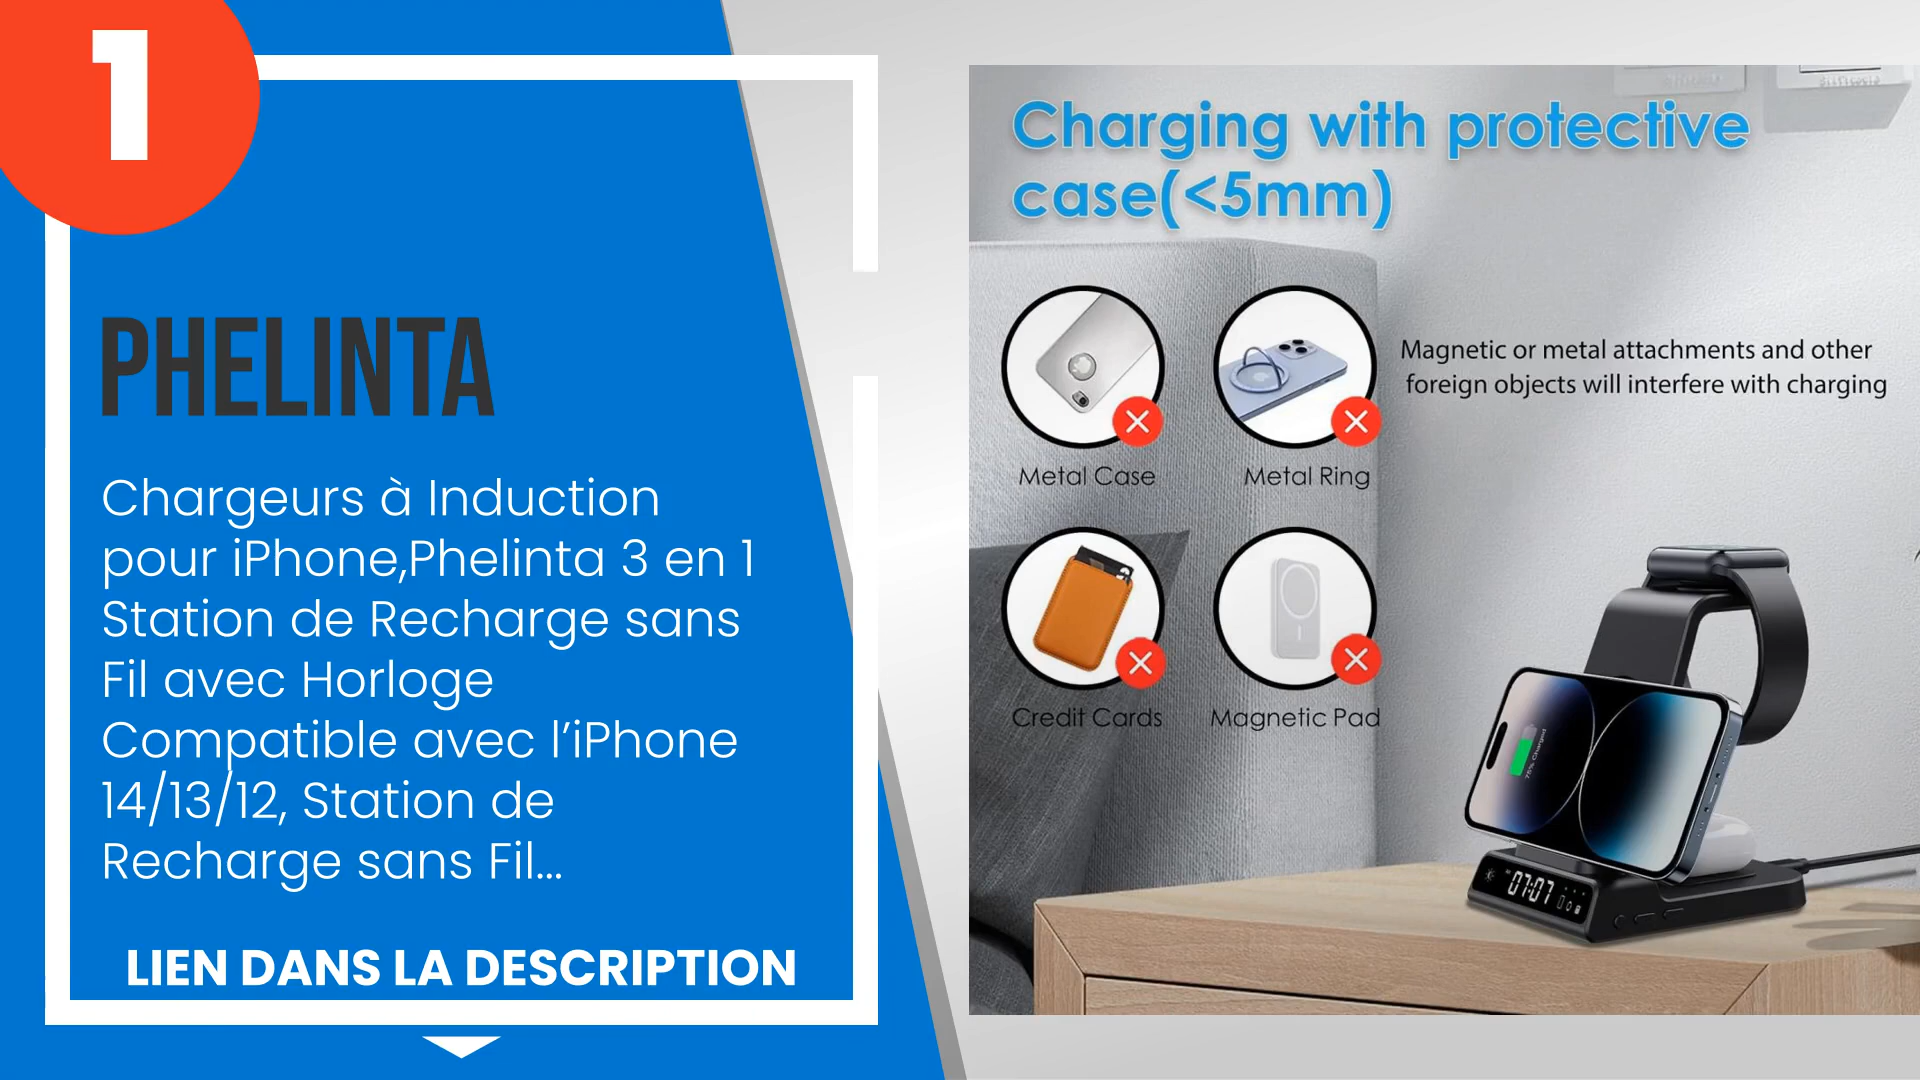 1
PHELINTA
Chargeurs à Induction
pour iPhone,Phelinta 3 en 1
Station de Recharge sans
Fil avec Horloge
Compatible avec l’iPhone
14/13/12, Station de
Recharge sans Fil...
LIEN DANS LA DESCRIPTION
Charging with protective
case(<5mm)
Metal Case
Metal Ring
Magnetic or metal attachments and other
foreign objects will interfere with charging
Credit Cards
Magnetic Pad
75% Charged
07:07